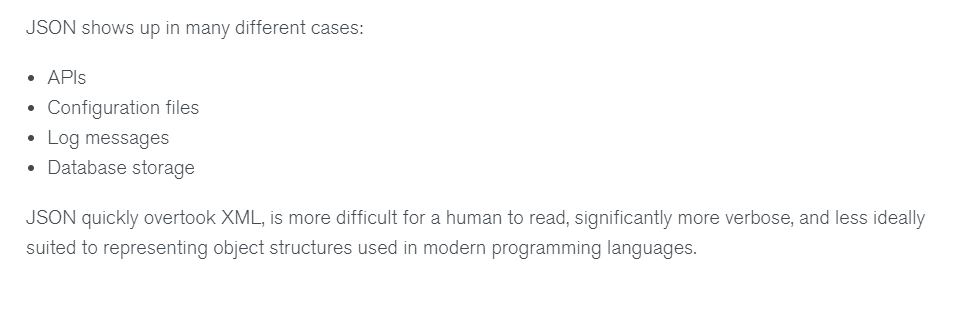 JSON shows up in many different cases:
• APIs
• Configuration files
• Log messages
• Database storage
JSON quickly overtook XML, is more difficult for a human to read, significantly more verbose, and less ideally
suited to representing object structures used in modern programming languages.